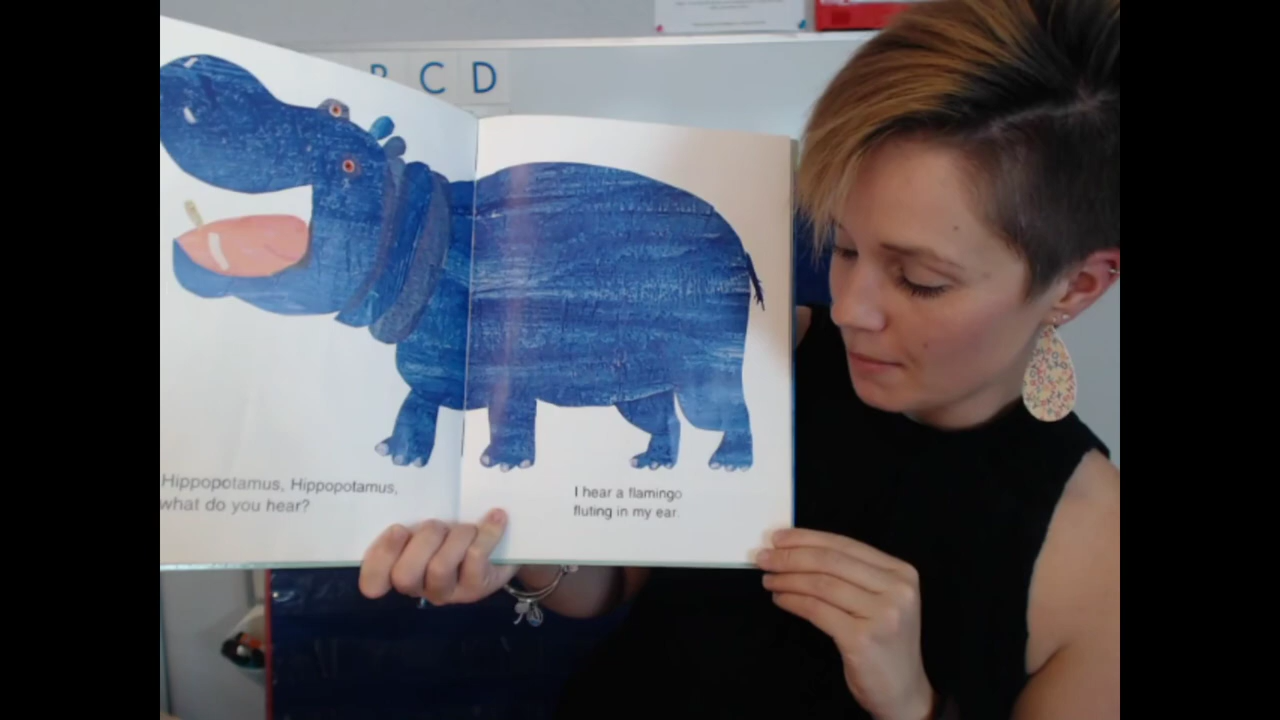 B C D
Hippopotamus, Hippopotamus,
what do you hear?
I hear a flamingo
fluting in my ear.